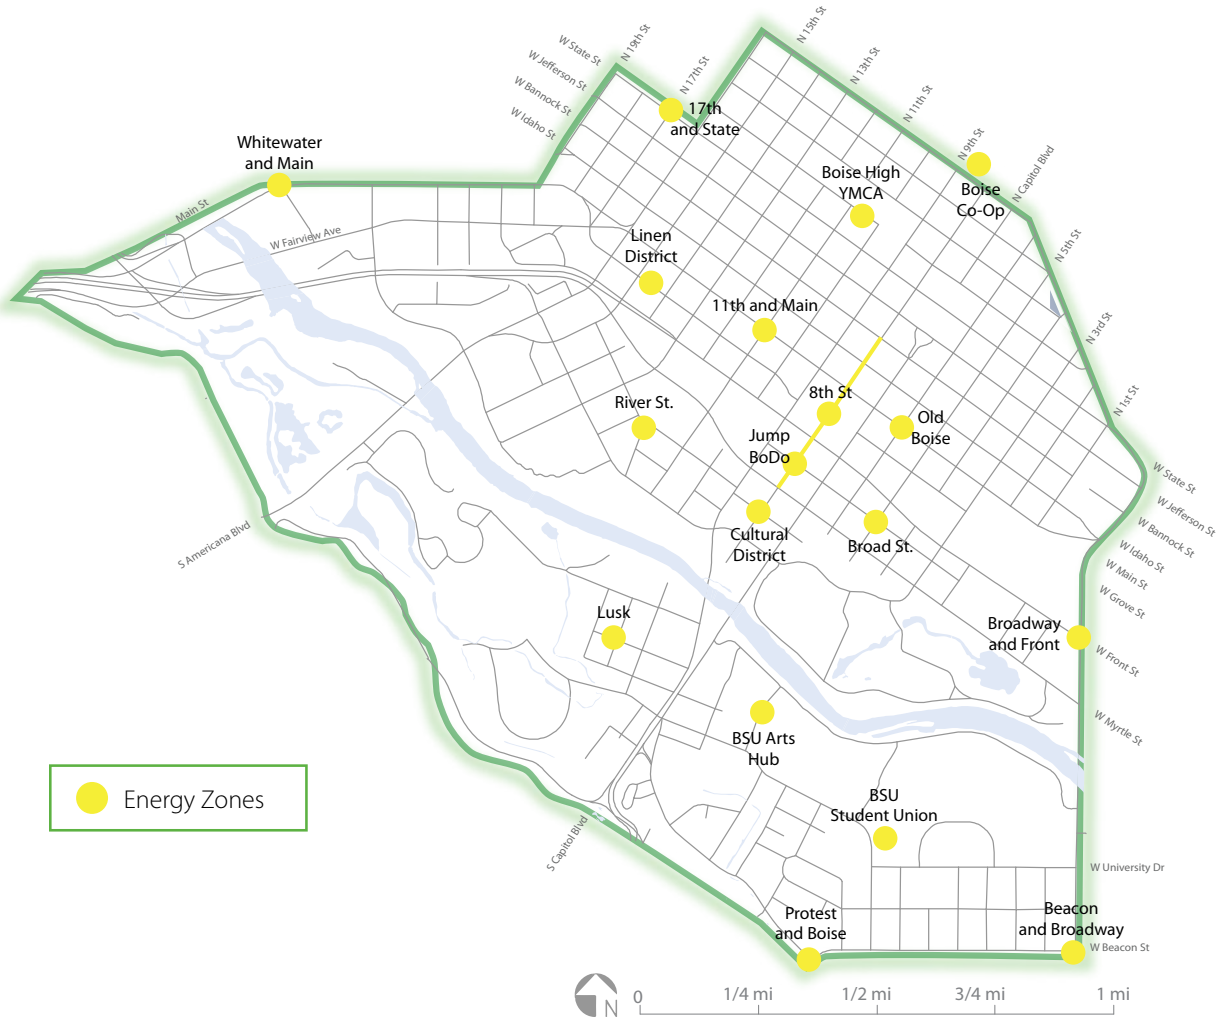 N 15th St
N 19th St
W State St
N 13th St
W Jefferson St
N 17th St
W Bannock St
N 11th St
W Idaho St
17th
and State
N 9th St
N Capitol Blvd
Whitewater
and Main
Boise High
YMCA
Boise
Co-Op
Main St
W Fairview Ave
Linen
District
N 5th St
11th and Main
N 3rd St
8th St
N 1st St
River St.
Old
Boise
Jump
BoDo
W State St
W Jefferson St
W Bannock St
S Americana Blvd
Cultural
District
Broad St.
W Idaho St
W Main St
W Grove St
Lusk
Broadway
and Front
W Front St
W Myrtle St
BSU Arts
Hub
Energy Zones
BSU
Student Union
S Capitol Blvd
W University Dr
Protest
and Boise
Beacon
and Broadway
W Beacon St
N
0
1/4 mi
1/2 mi
3/4 mi
1 mi